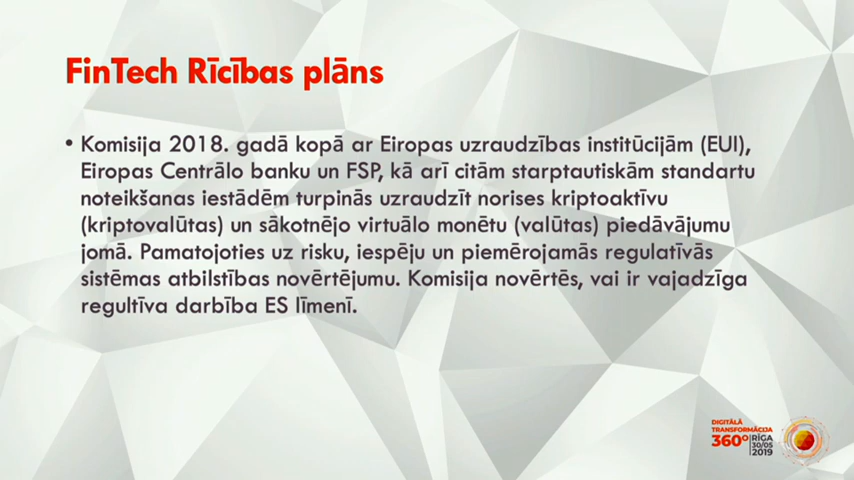 FinTech Rīcības plāns
• Komisija 2018. gadā kopā ar Eiropas uzraudzības institūcijām (EUI),
Eiropas Centrālo banku un FSP, kā arī citām starptautiskām standartu
noteikšanas iestādēm turpinās uzraudzīt norises kriptoaktīvu
(kriptovalūtas) un sākotnējo virtuālo monētu (valūtas) piedāvājumu
jomā. Pamatojoties uz risku, iespēju un piemērojamās regulatīvās
sistēmas atbilstības novērtējumu. Komisija novērtēs, vai ir vajadzīga
regultīva darbība ES līmenī.
DIGITĀLĀ
TRANSFORMĀCIJA
360° RĪGA
30/05
2019